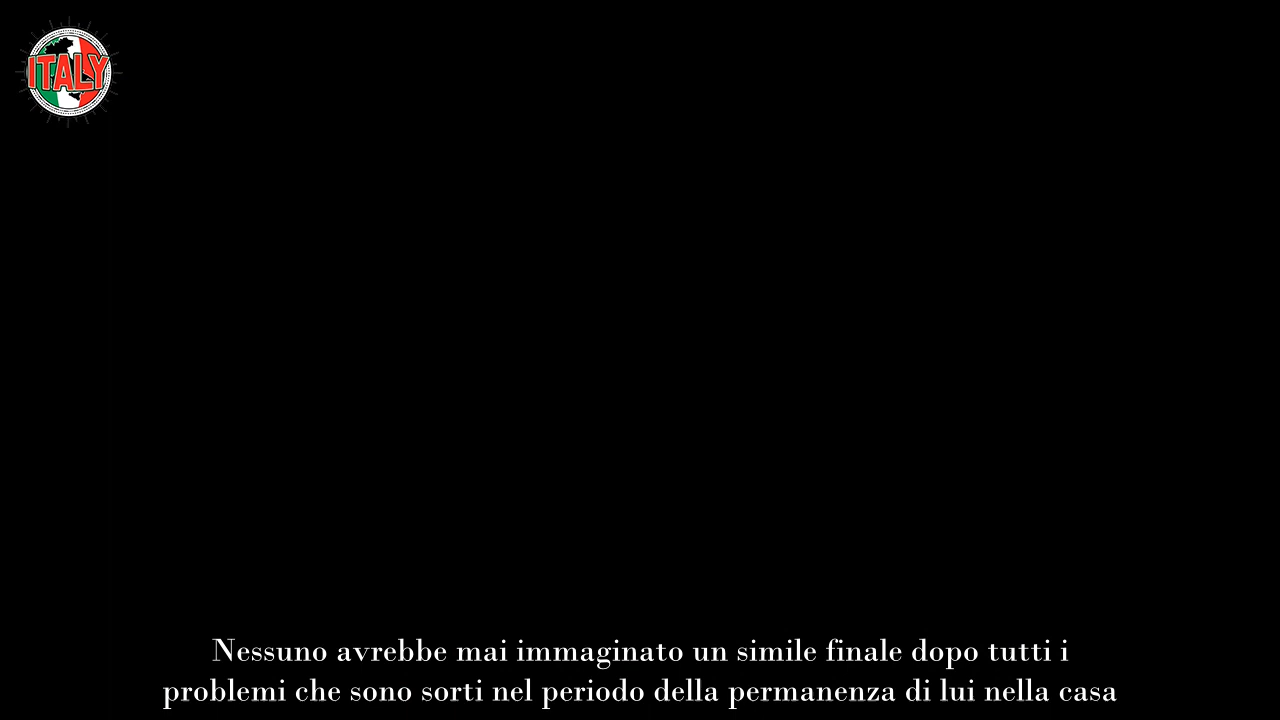 ITALY
Nessuno avrebbe mai immaginato un simile finale dopo tutti i
problemi che sono sorti nel periodo della permanenza di lui nella casa